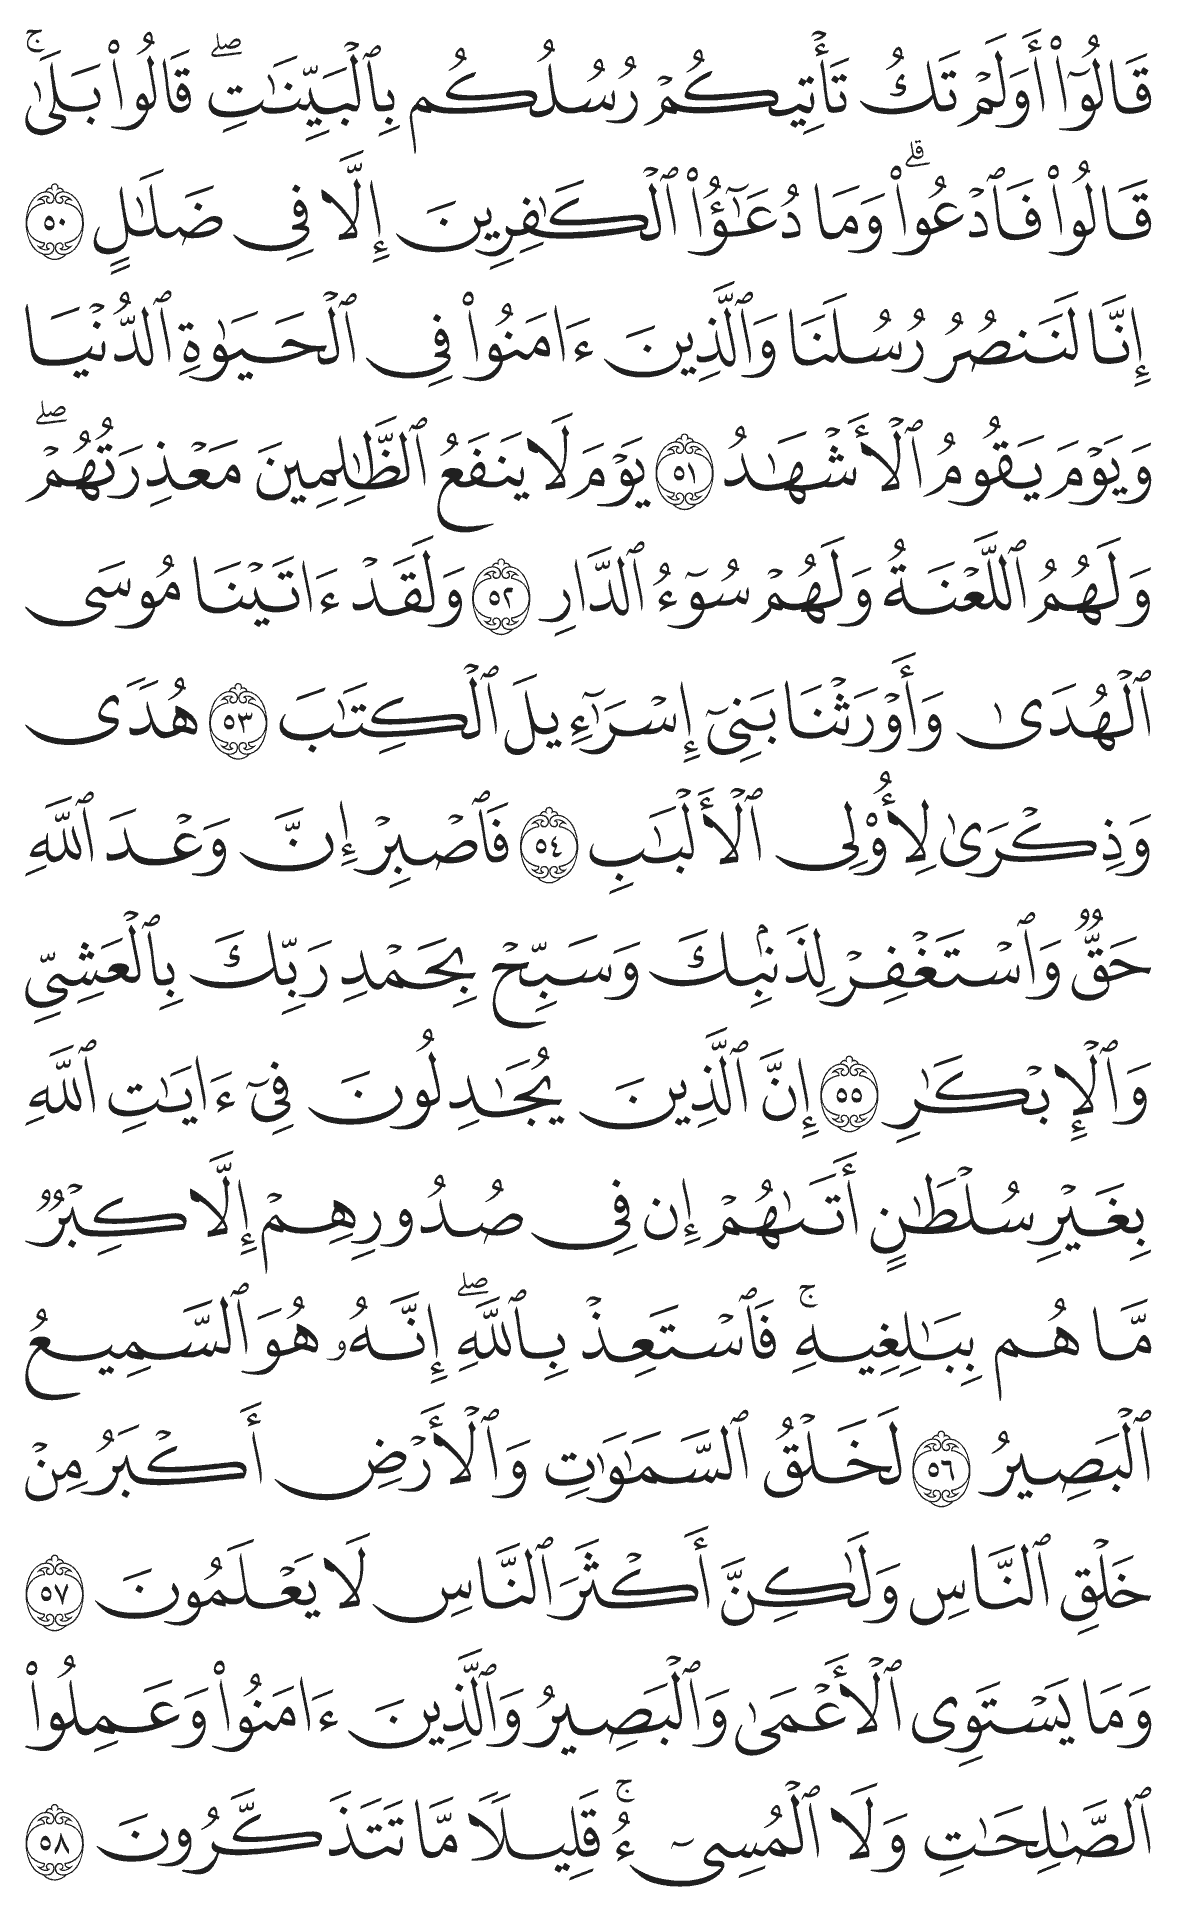 قَالُوٓا۟ أَوَلَمْ تَكُ تَأْتِيكُمْ رُسُلُكُم بِٱلْبَيِّنَـٰتِ ۖ قَالُوا۟ بَلَىٰ ۚ
قَالُوا۟ فَٱدْعُوا۟ ۗ وَمَا دُعَـٰٓؤُا۟ ٱلْكَـٰفِرِينَ إِلَّا فِى ضَلَـٰلٍ ٥٠
إِنَّا لَنَنصُرُ رُسُلَنَا وَٱلَّذِينَ ءَامَنُوا۟ فِى ٱلْحَيَوٰةِ ٱلدُّنْيَا
وَيَوْمَ يَقُومُ ٱلْأَشْهَـٰدُ ٥١ يَوْمَ لَا يَنفَعُ ٱلظَّـٰلِمِينَ مَعْذِرَتُهُمْ ۖ
وَلَهُمُ ٱللَّعْنَةُ وَلَهُمْ سُوٓءُ ٱلدَّارِ ٥٢ وَلَقَدْ ءَاتَيْنَا مُوسَى
ٱلْهُدَىٰ وَأَوْرَثْنَا بَنِىٓ إِسْرَٰٓءِيلَ ٱلْكِتَـٰبَ ٥٣ هُدًى
وَذِكْرَىٰ لِأُو۟لِى ٱلْأَلْبَـٰبِ ٥٤ فَٱصْبِرْ إِنَّ وَعْدَ ٱللَّهِ
حَقٌّ وَٱسْتَغْفِرْ لِذَنۢبِكَ وَسَبِّحْ بِحَمْدِ رَبِّكَ بِٱلْعَشِىِّ
وَٱلْإِبْكَـٰرِ ٥٥ إِنَّ ٱلَّذِينَ يُجَـٰدِلُونَ فِىٓ ءَايَـٰتِ ٱللَّهِ
بِغَيْرِ سُلْطَـٰنٍ أَتَىٰهُمْ إِن فِى صُدُورِهِمْ إِلَّا كِبْرٌ
مَّا هُم بِبَـٰلِغِيهِ ۚ فَٱسْتَعِذْ بِٱللَّهِ ۖ إِنَّهُۥ هُوَ ٱلسَّمِيعُ
ٱلْبَصِيرُ ٥٦ لَخَلْقُ ٱلسَّمَـٰوَٰتِ وَٱلْأَرْضِ أَكْبَرُ مِنْ
خَلْقِ ٱلنَّاسِ وَلَـٰكِنَّ أَكْثَرَ ٱلنَّاسِ لَا يَعْلَمُونَ ٥٧
وَمَا يَسْتَوِى ٱلْأَعْمَىٰ وَٱلْبَصِيرُ وَٱلَّذِينَ ءَامَنُوا۟ وَعَمِلُوا۟
ٱلصَّـٰلِحَـٰتِ وَلَا ٱلْمُسِىٓءُ ۚ قَلِيلًا مَّا تَتَذَكَّرُونَ ٥٨